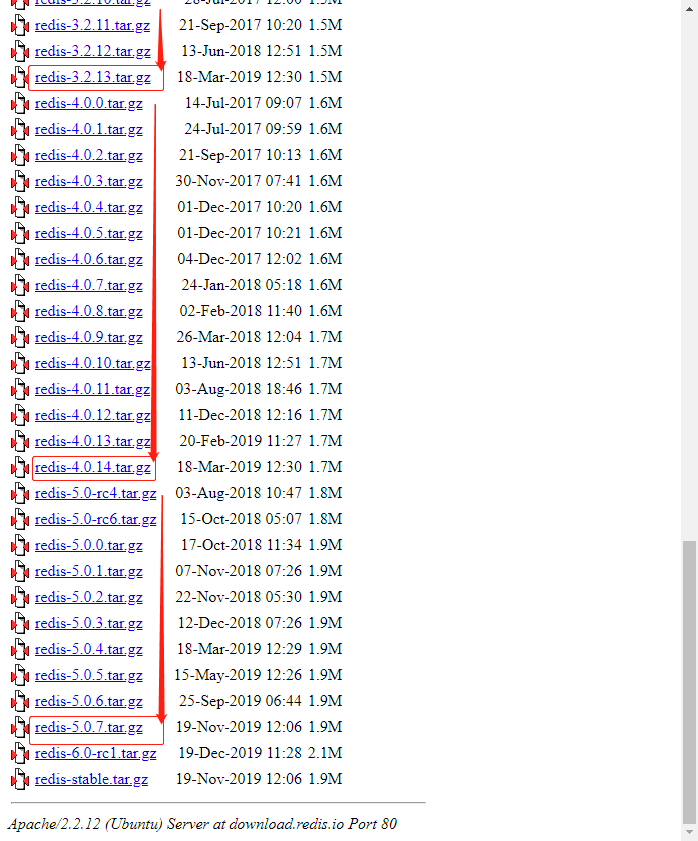 redis-3.2.10.tar.gz 28-Jul-2017 12:00 1.5M
redis-3.2.11.tar.gz 21-Sep-2017 10:20 1.5M
redis-3.2.12.tar.gz 13-Jun-2018 12:51 1.5M
redis-3.2.13.tar.gz 18-Mar-2019 12:30 1.5M
redis-4.0.0.tar.gz 14-Jul-2017 09:07 1.6M
redis-4.0.1.tar.gz 24-Jul-2017 09:59 1.6M
redis-4.0.2.tar.gz 21-Sep-2017 10:13 1.6M
redis-4.0.3.tar.gz 30-Nov-2017 07:41 1.6M
redis-4.0.4.tar.gz 01-Dec-2017 10:20 1.6M
redis-4.0.5.tar.gz 01-Dec-2017 10:21 1.6M
redis-4.0.6.tar.gz 04-Dec-2017 12:02 1.6M
redis-4.0.7.tar.gz 24-Jan-2018 05:18 1.6M
redis-4.0.8.tar.gz 02-Feb-2018 11:40 1.6M
redis-4.0.9.tar.gz 26-Mar-2018 12:04 1.7M
redis-4.0.10.tar.gz 13-Jun-2018 12:51 1.7M
redis-4.0.11.tar.gz 03-Aug-2018 18:46 1.7M
redis-4.0.12.tar.gz 11-Dec-2018 12:16 1.7M
redis-4.0.13.tar.gz 20-Feb-2019 11:27 1.7M
redis-4.0.14.tar.gz 18-Mar-2019 12:30 1.7M
redis-5.0-rc4.tar.gz 03-Aug-2018 10:47 1.8M
redis-5.0-rc6.tar.gz 15-Oct-2018 05:07 1.8M
redis-5.0.0.tar.gz 17-Oct-2018 11:34 1.9M
redis-5.0.1.tar.gz 07-Nov-2018 07:26 1.9M
redis-5.0.2.tar.gz 22-Nov-2018 05:30 1.9M
redis-5.0.3.tar.gz 12-Dec-2018 07:26 1.9M
redis-5.0.4.tar.gz 18-Mar-2019 12:29 1.9M
redis-5.0.5.tar.gz 15-May-2019 12:26 1.9M
redis-5.0.6.tar.gz 25-Sep-2019 06:44 1.9M
redis-5.0.7.tar.gz 19-Nov-2019 12:06 1.9M
redis-6.0-rc1.tar.gz 19-Dec-2019 11:28 2.1M
redis-stable.tar.gz 19-Nov-2019 12:06 1.9M
Apache/2.2.12 (Ubuntu) Server at download.redis.io Port 80